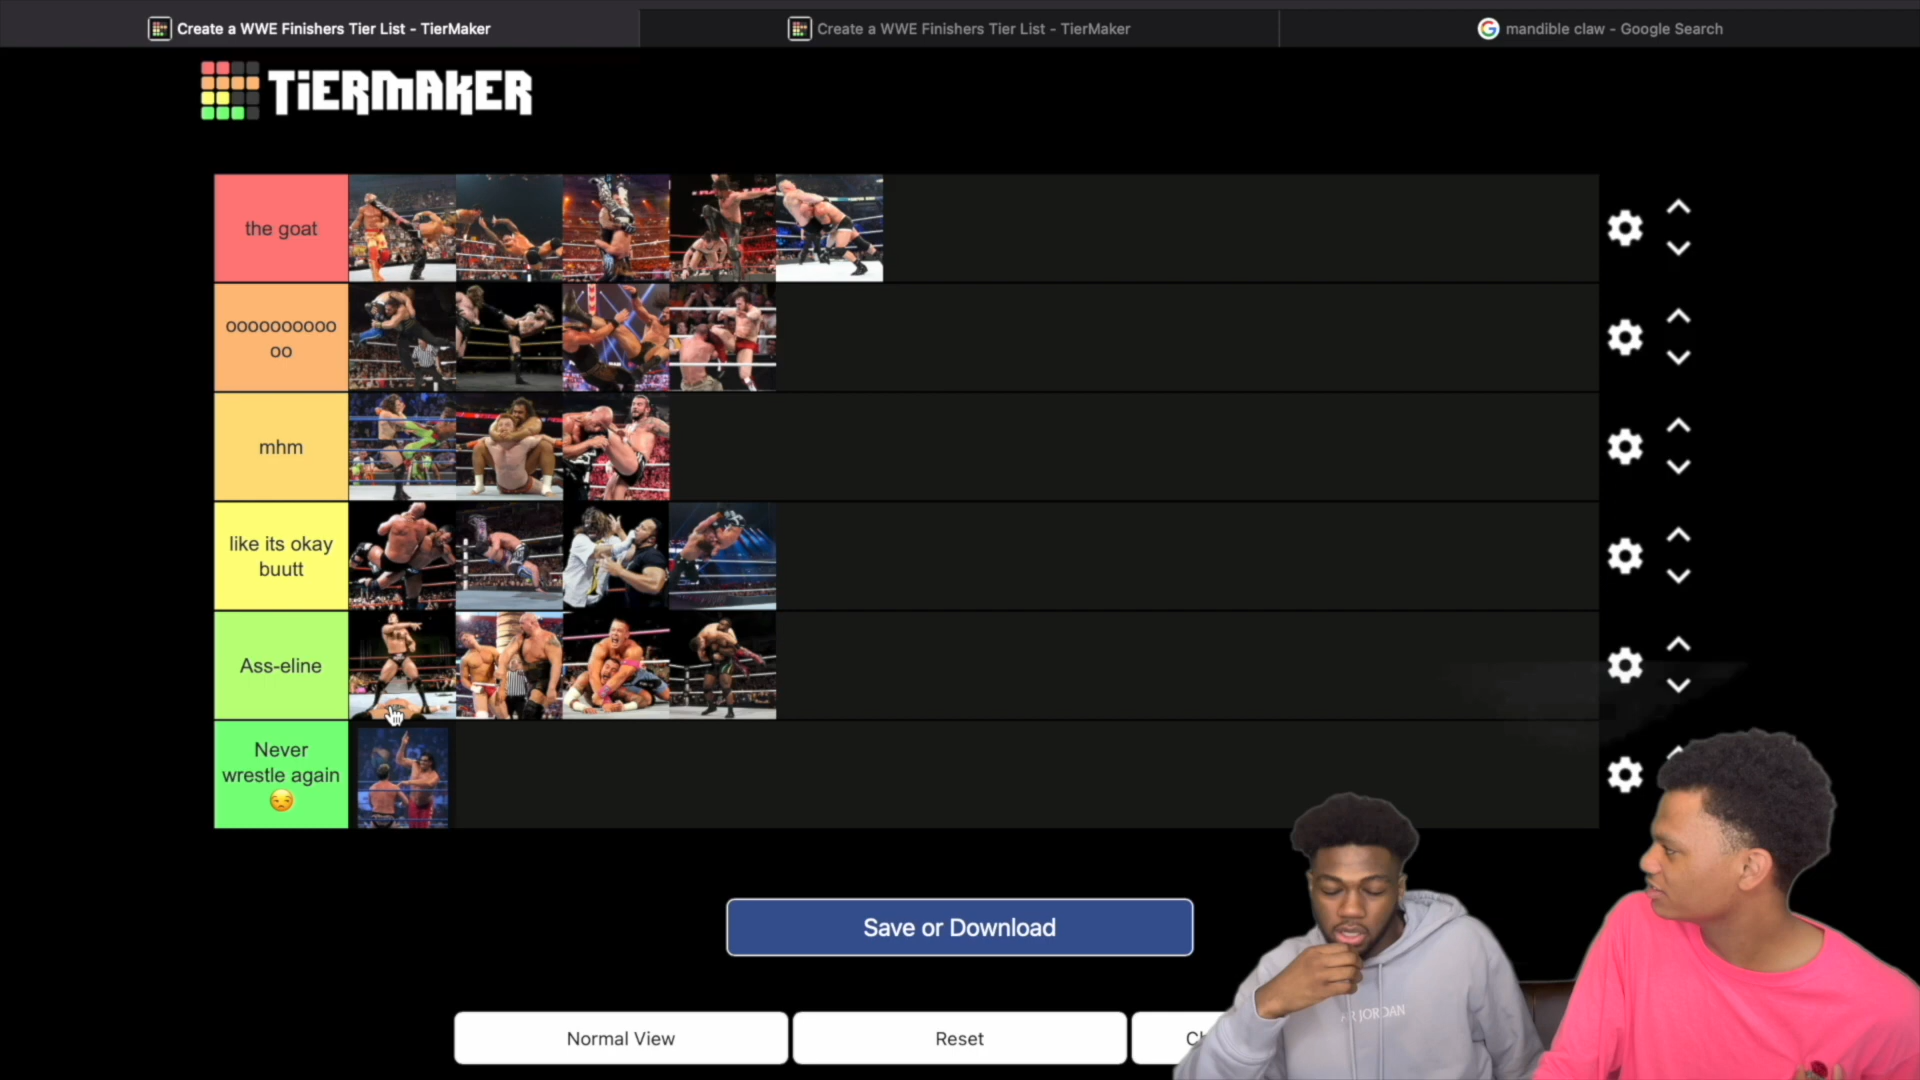 Create a WWE Finishers Tier List - TierMaker
Create a WWE Finishers Tier List - TierMaker
mandible claw - Google Search
TiERMAKER
the goat
oooooooooo
oo
mhm
like its okay
buutt
Ass-eline
Never
wrestle again
😒
Save or Download
Normal View
Reset
JORDAN